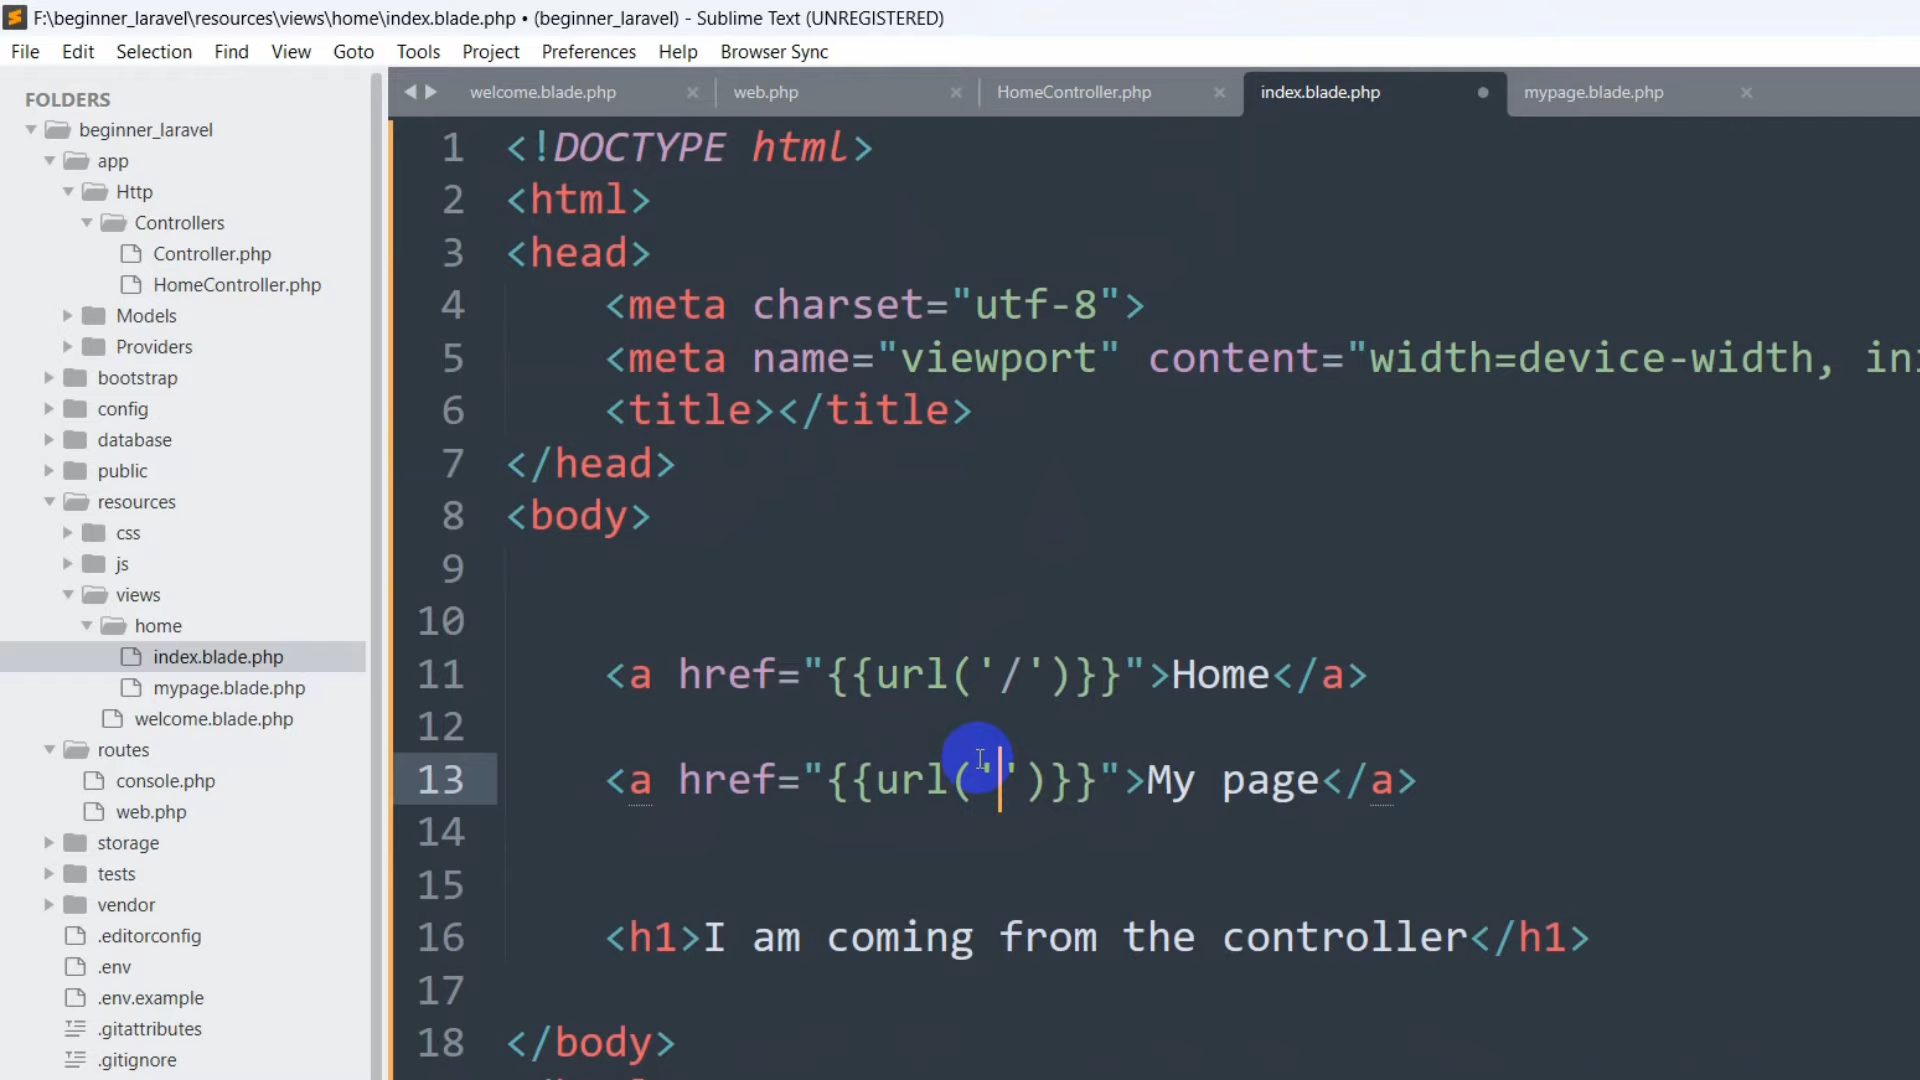 F:\beginner_laravel\resources\views\home\index.blade.php • (beginner_laravel) - Sublime Text (UNREGISTERED)
File Edit Selection Find View Goto Tools Project Preferences Help Browser Sync
FOLDERS
beginner_laravel
app
Http
Controllers
Controller.php
HomeController.php
Models
Providers
bootstrap
config
database
public
resources
css
js
views
home
index.blade.php
mypage.blade.php
welcome.blade.php
routes
console.php
web.php
storage
tests
vendor
.editorconfig
.env
.env.example
.gitattributes
.gitignore
welcome.blade.php web.php HomeController.php index.blade.php mypage.blade.php
1 <!DOCTYPE html>
2 <html>
3 <head>
4 <meta charset="utf-8">
5 <meta name="viewport" content="width=device-width, ini
6 <title></title>
7 </head>
8 <body>
9
10
11 <a href="{{url('/')}}">Home</a>
12
13 <a href="{{url('')}}">My page</a>
14
15
16 <h1>I am coming from the controller</h1>
17
18 </body>